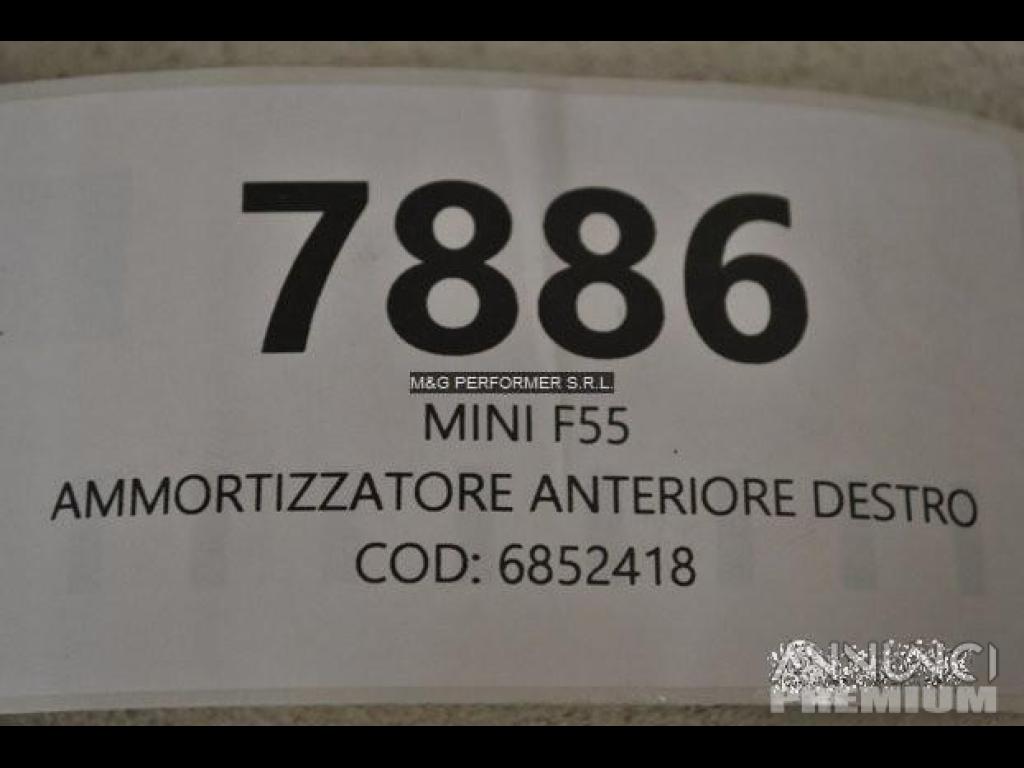 7886
M&G PERFORMER S.R.L.
MINI F55
AMMORTIZZATORE ANTERIORE DESTRO
COD: 6852418
ANNUNCI
PREMIUM